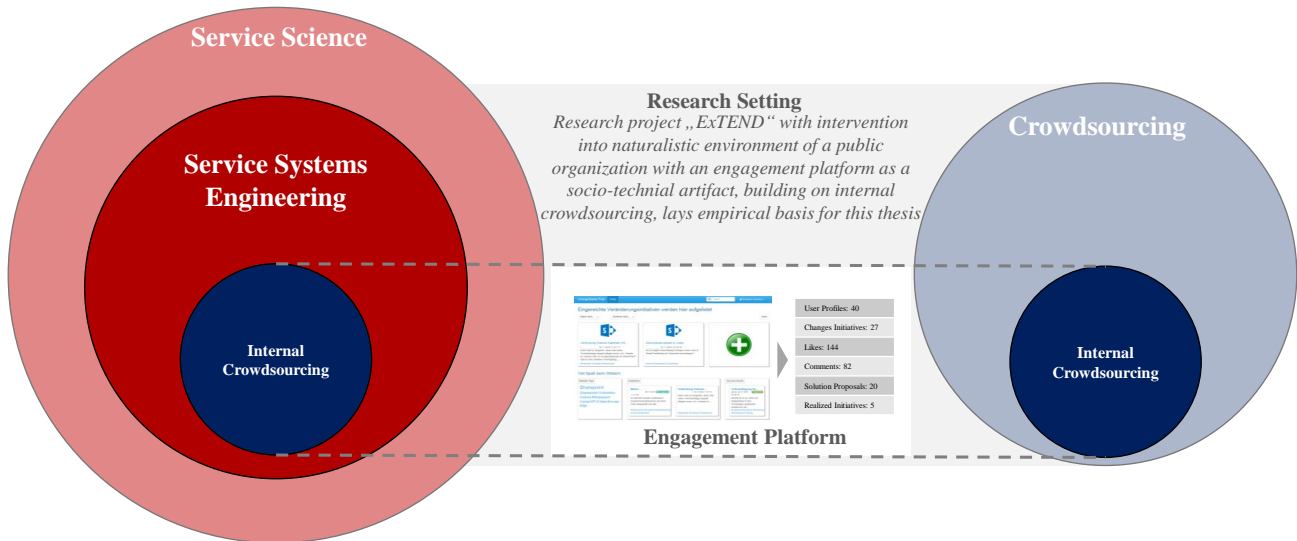 Service Science
Service Systems
Engineering
Internal
Crowdsourcing
Research Setting
Research project „ExTEND“ with intervention
into naturalistic environment of a public
organization with an engagement platform as a
socio-technial artifact, building on internal
crowdsourcing, lays empirical basis for this thesis
Eingereichte Veränderungsinitiativen werden hier aufgelistet
User Profiles: 40
Changes Initiatives: 27
Likes: 144
Comments: 82
Solution Proposals: 20
Realized Initiatives: 5
Engagement Platform
Crowdsourcing
Internal
Crowdsourcing